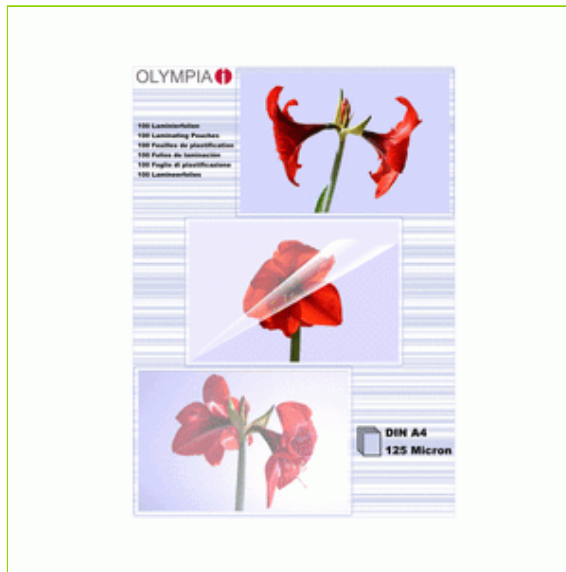 OLYMPIA
100 Laminierfolien
100 Laminating Pouches
100 Feuilles de plastification
100 Folios de laminación
100 Foglio di plastificazione
100 Lamineerfolies
DIN A4
125 Micron